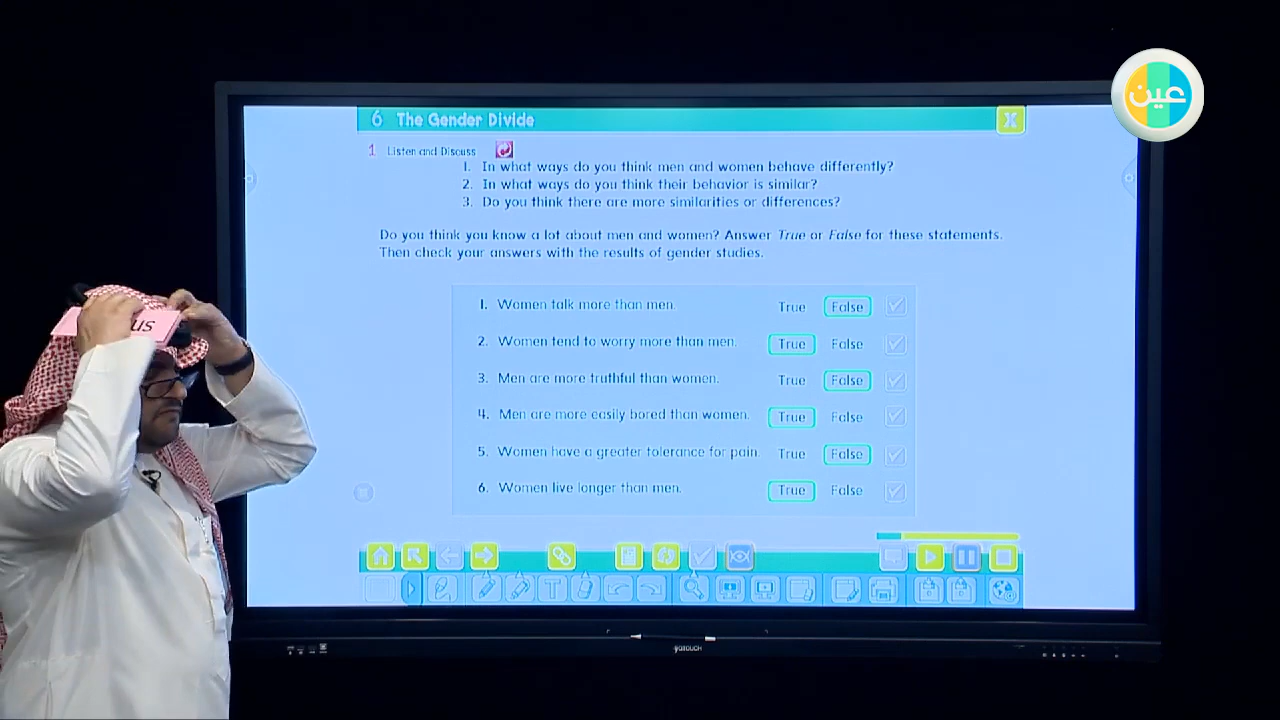 عين
6 The Gender Divide
1 Listen and Discuss
1. In what ways do you think men and women behave differently?
2. In what ways do you think their behavior is similar?
3. Do you think there are more similarities or differences?
Do you think you know a lot about men and women? Answer True or False for these statements.
Then check your answers with the results of gender studies.
1. Women talk more than men. True False
2. Women tend to worry more than men. True False
3. Men are more truthful than women. True False
4. Men are more easily bored than women. True False
5. Women have a greater tolerance for pain. True False
6. Women live longer than men. True False
us